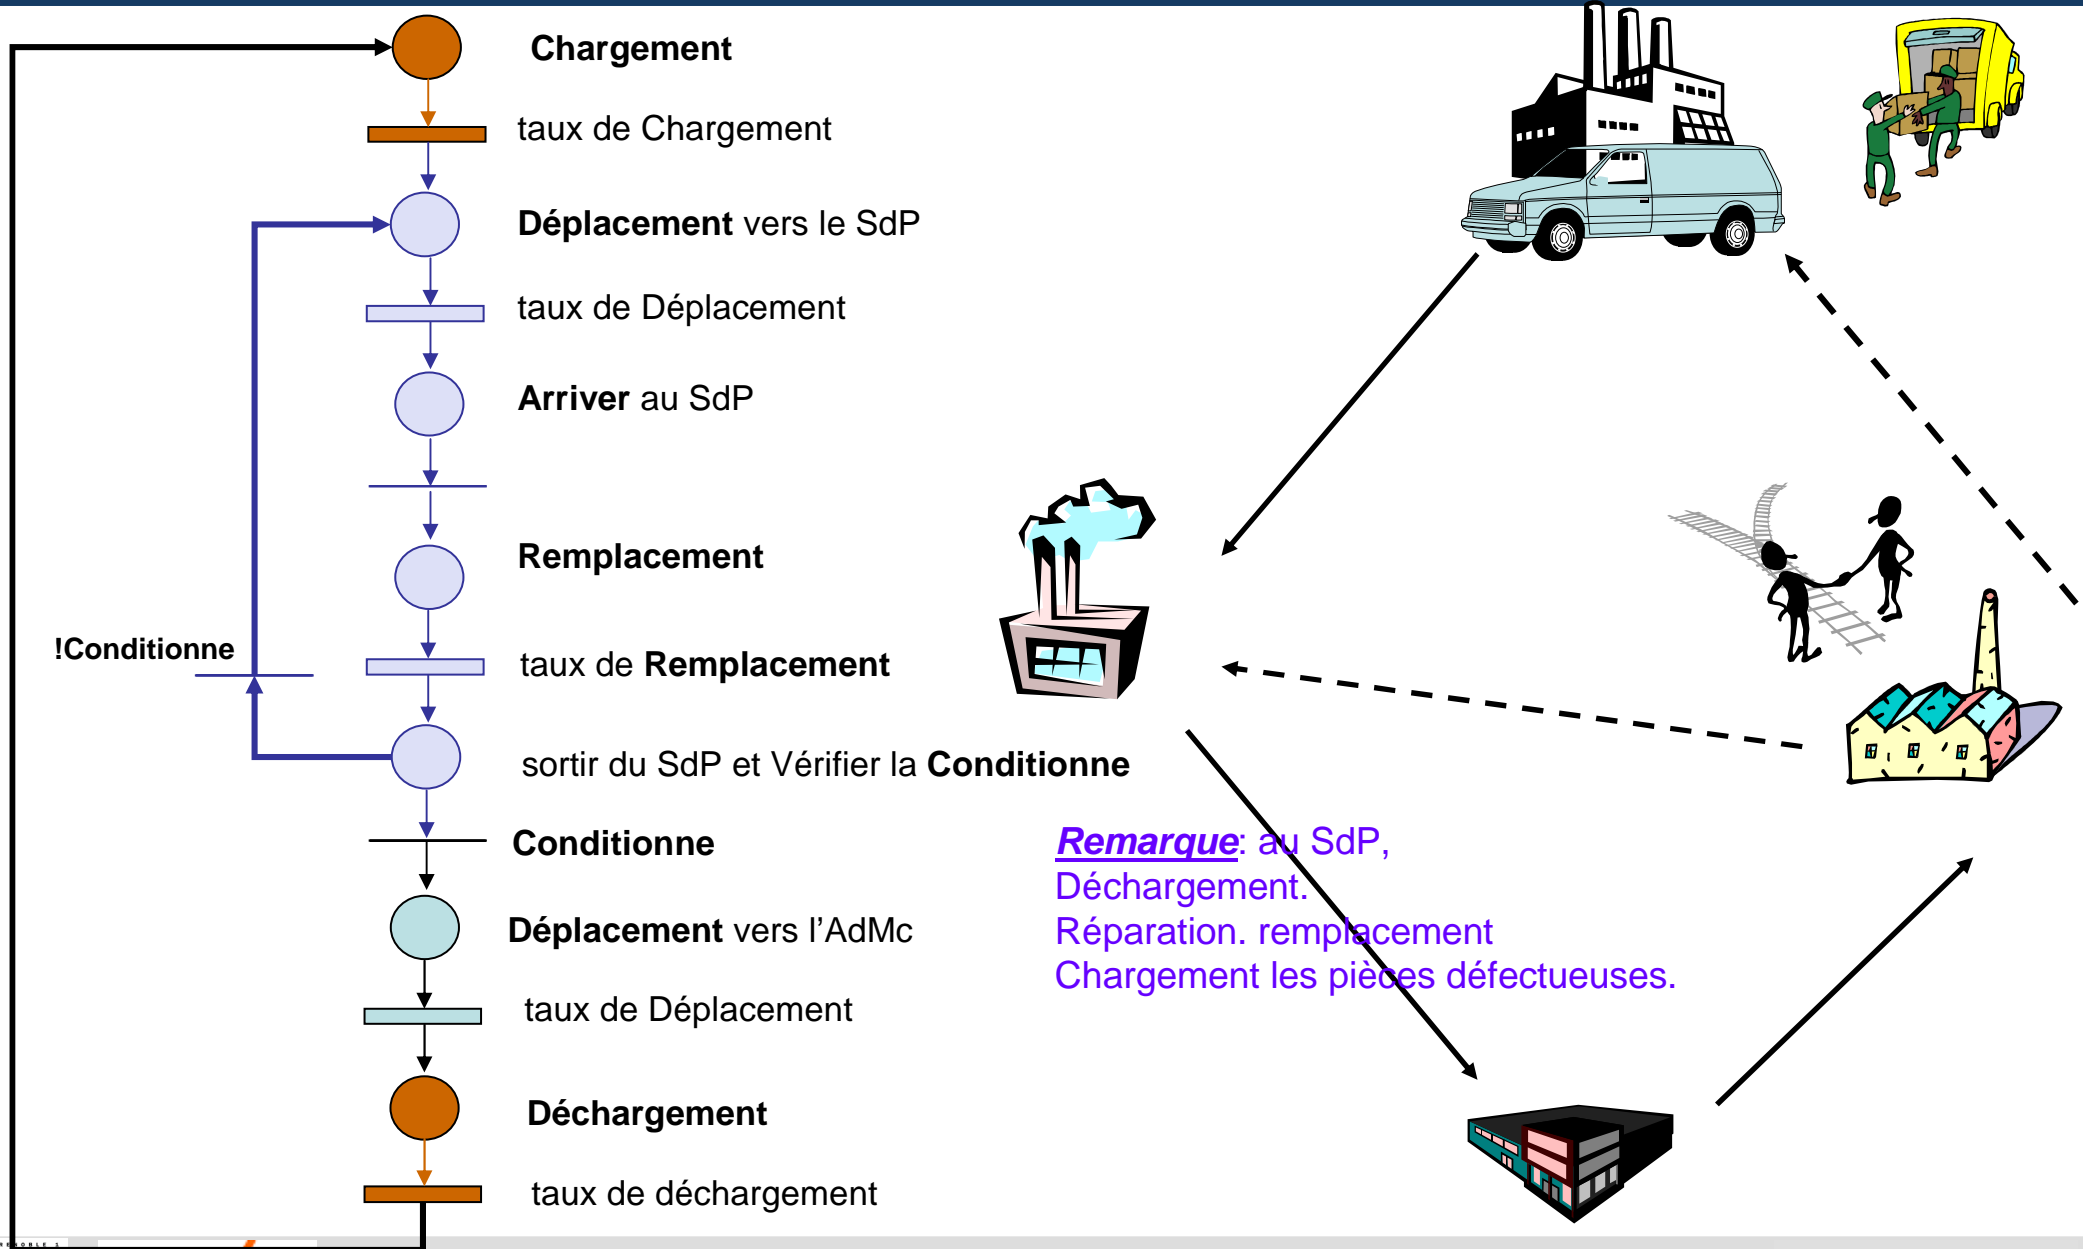 Chargement
taux de Chargement
Déplacement vers le SdP
taux de Déplacement
Arriver au SdP
Remplacement
!Conditionne
taux de Remplacement
sortir du SdP et Vérifier la Conditionne
Conditionne
Déplacement vers l'AdMc
taux de Déplacement
Déchargement
taux de déchargement
Remarque: au SdP,
Déchargement.
Réparation. remplacement
Chargement les pièces défectueuses.